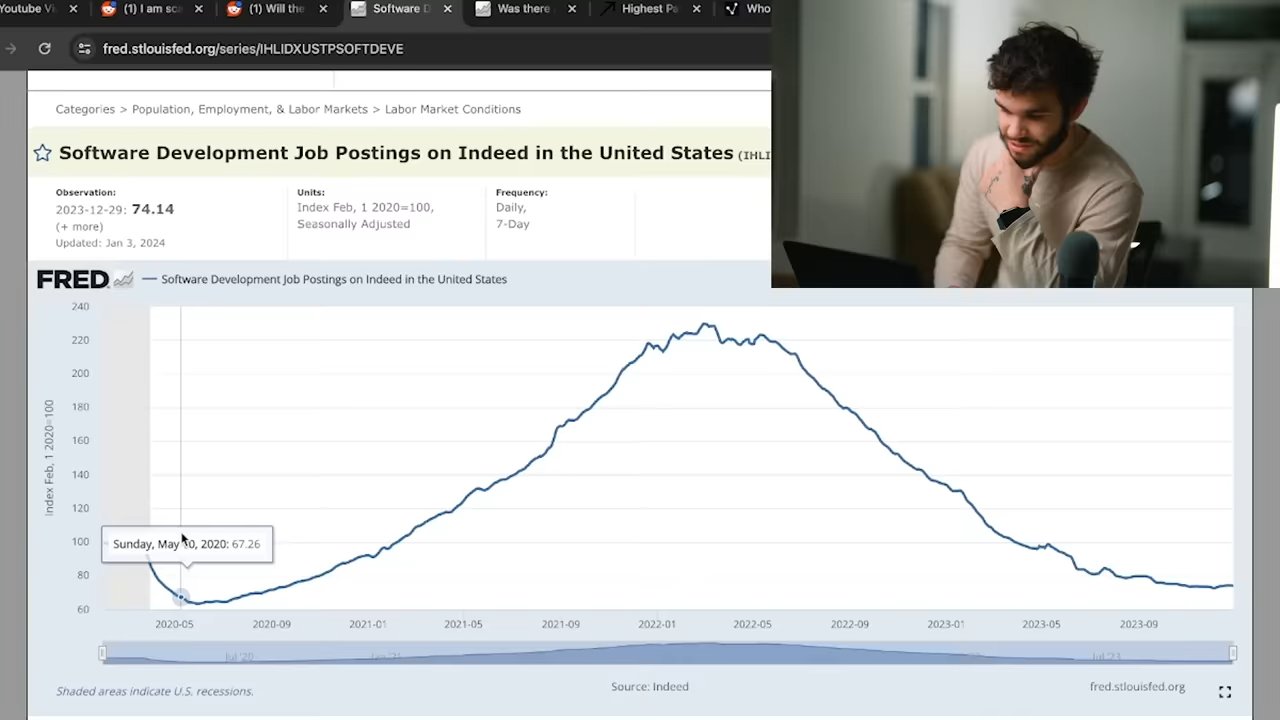 Youtube Vi
(1) I am sca
(1) Will the
Software D
Was there
Highest Pa
Who
fred.stlouisfed.org/series/IHLIDXUSTPSOFTDEVE
Categories > Population, Employment, & Labor Markets > Labor Market Conditions
Software Development Job Postings on Indeed in the United States (IHLI
Observation:
2023-12-29: 74.14
(+ more)
Updated: Jan 3, 2024
Units:
Index Feb, 1 2020=100,
Seasonally Adjusted
Frequency:
Daily,
7-Day
FRED
Software Development Job Postings on Indeed in the United States
Index Feb, 1 2020=100
240
220
200
180
160
140
120
100
80
60
Sunday, May 10, 2020: 67.26
2020-05
2020-09
2021-01
2021-05
2021-09
2022-01
2022-05
2022-09
2023-01
2023-05
2023-09
Jul '20
Jul '23
Shaded areas indicate U.S. recessions.
Source: Indeed
fred.stlouisfed.org